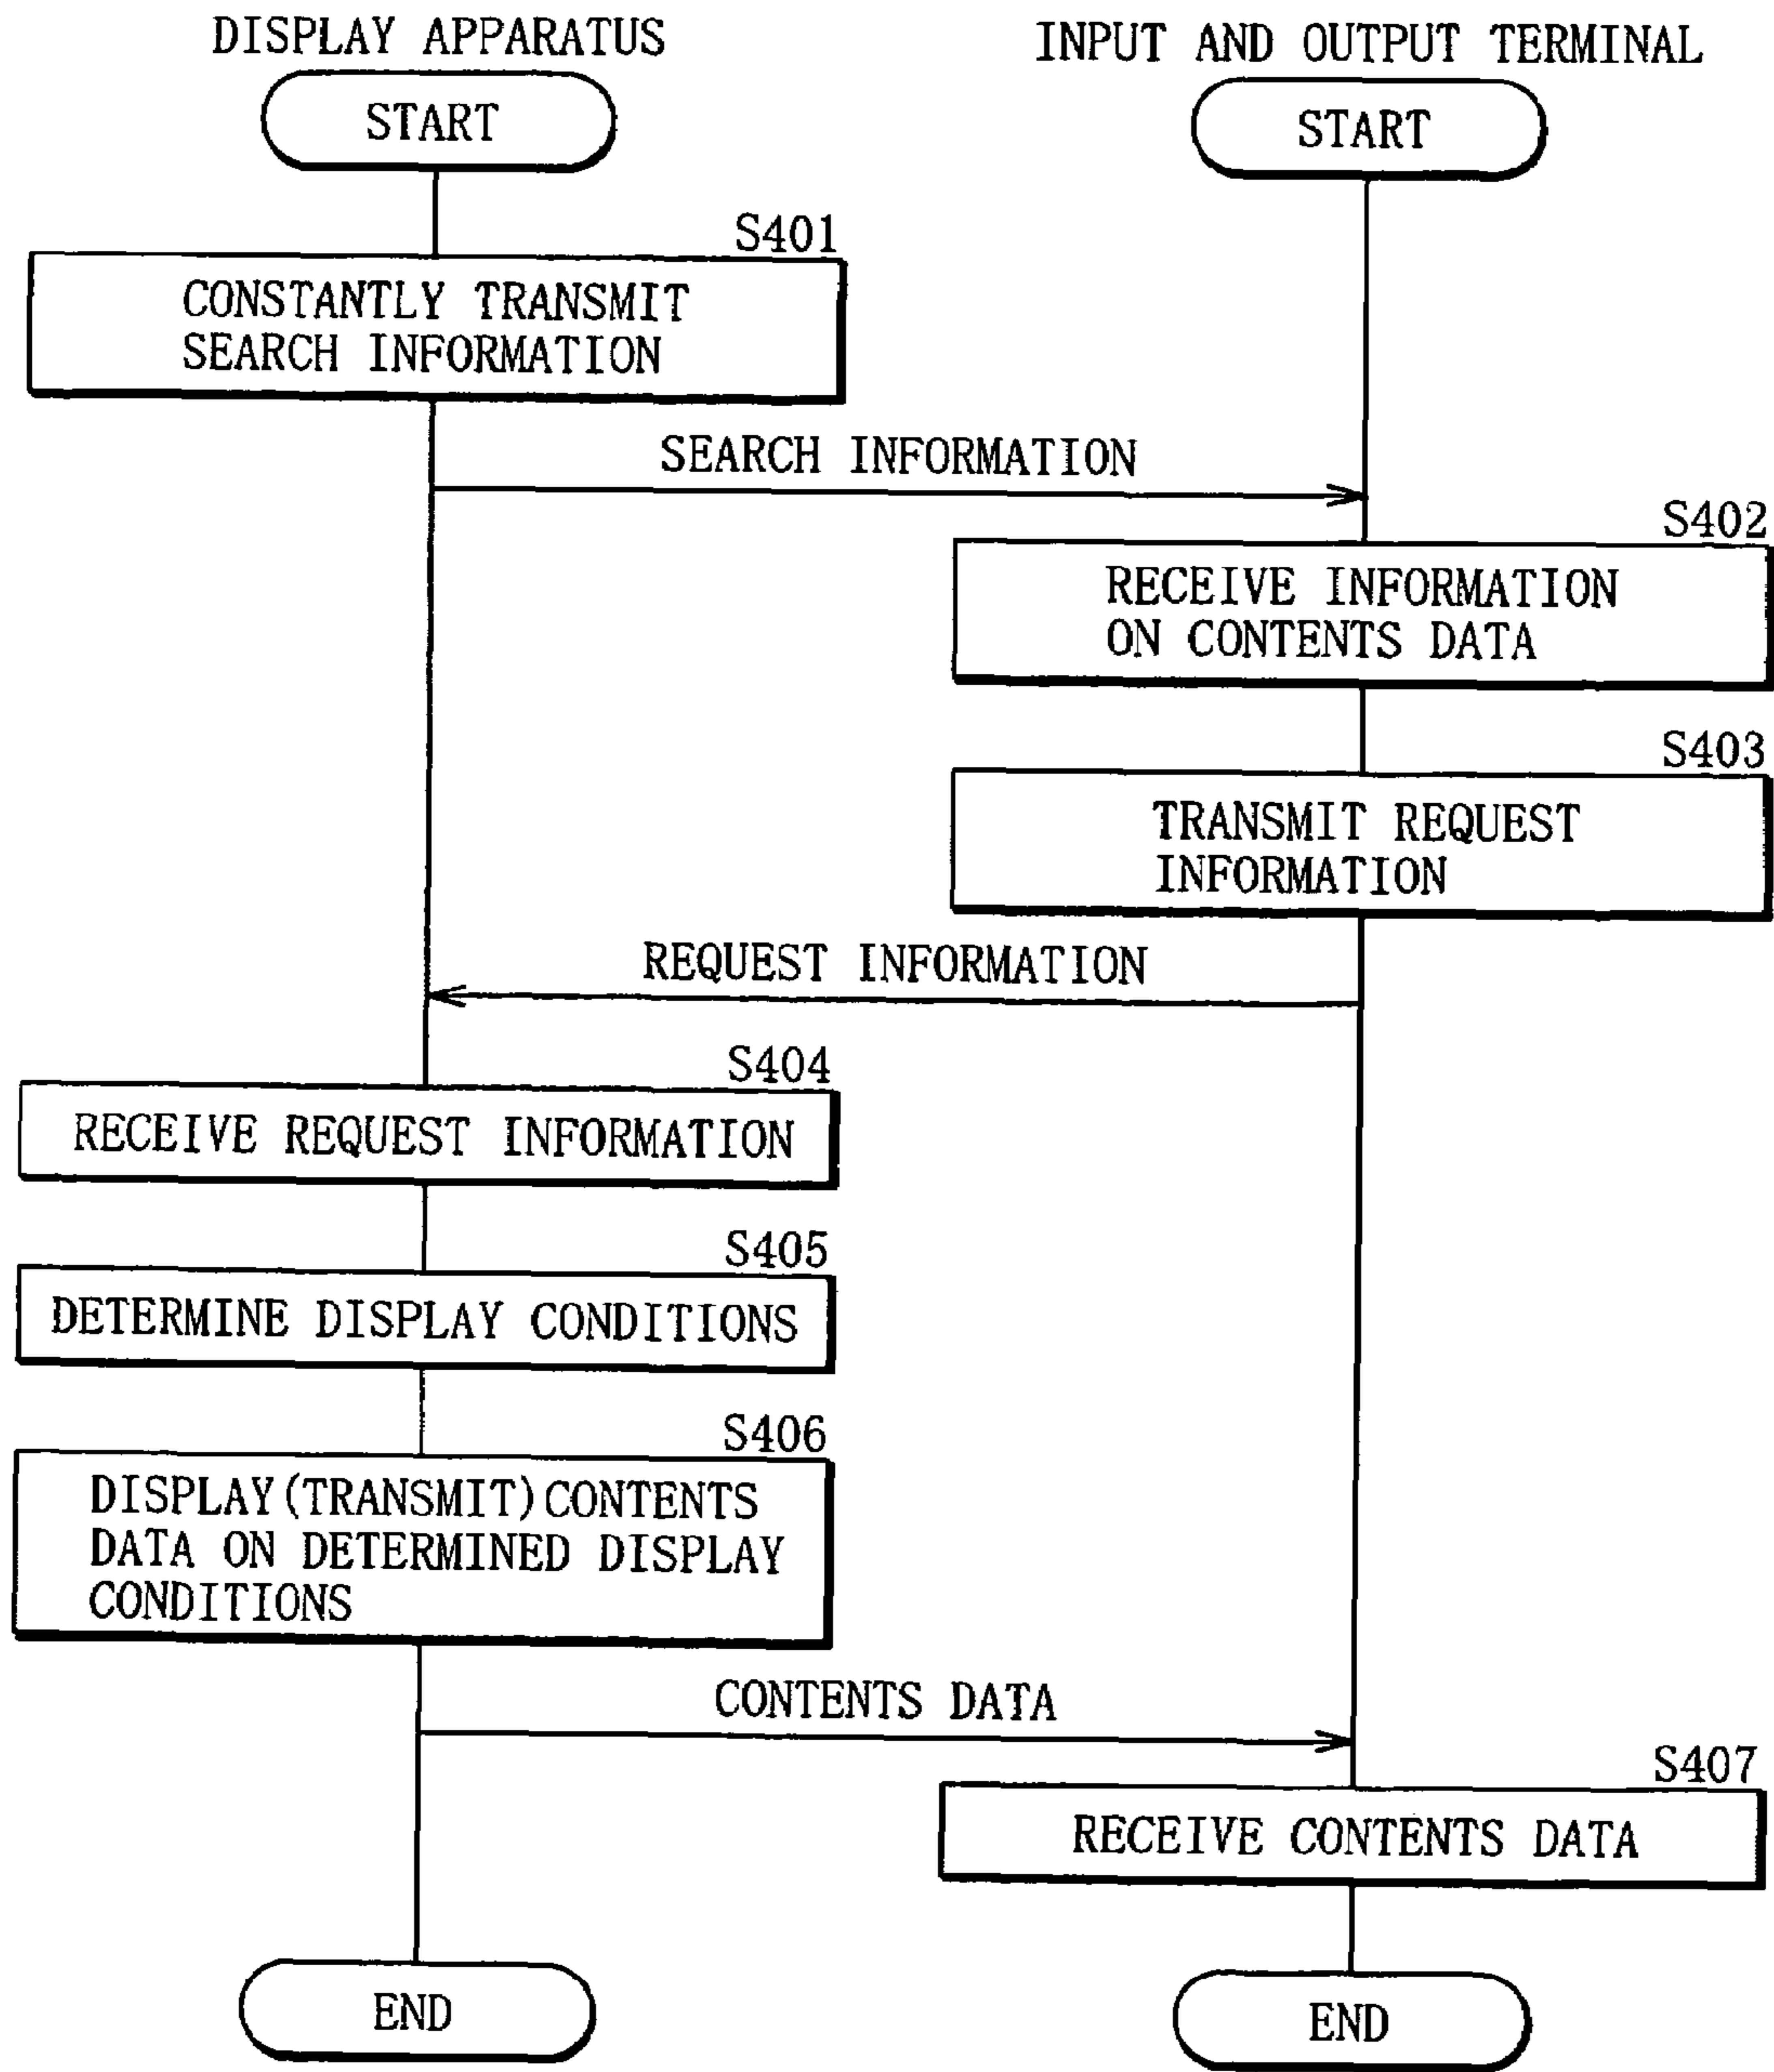 DISPLAY APPARATUS
INPUT AND OUTPUT TERMINAL
START
START
S401
CONSTANTLY TRANSMIT
SEARCH INFORMATION
SEARCH INFORMATION
S402
RECEIVE INFORMATION
ON CONTENTS DATA
S403
TRANSMIT REQUEST
INFORMATION
REQUEST INFORMATION
S404
RECEIVE REQUEST INFORMATION
S405
DETERMINE DISPLAY CONDITIONS
S406
DISPLAY(TRANSMIT)CONTENTS
DATA ON DETERMINED DISPLAY
CONDITIONS
CONTENTS DATA
S407
RECEIVE CONTENTS DATA
END
END